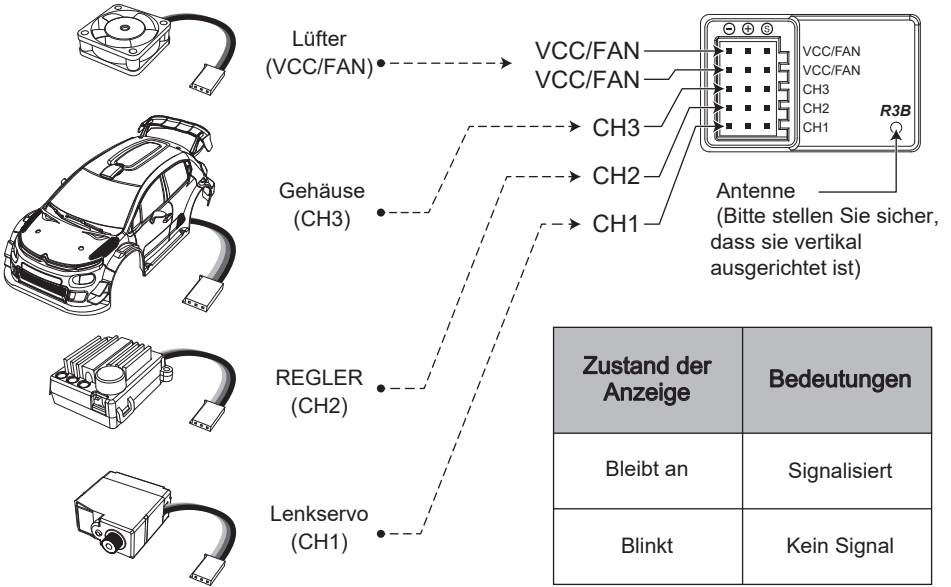 Lüfter
(VCC/FAN)
VCC/FAN
VCC/FAN
CH3
CH2
CH1
Gehäuse
(CH3)
REGLER
(CH2)
Lenkservo
(CH1)
⊖ ⊕ Ⓢ
VCC/FAN
VCC/FAN
CH3
CH2
CH1
R3B
Antenne
(Bitte stellen Sie sicher,
dass sie vertikal
ausgerichtet ist)
Zustand der
Anzeige
Bedeutungen
Bleibt an
Signalisiert
Blinkt
Kein Signal